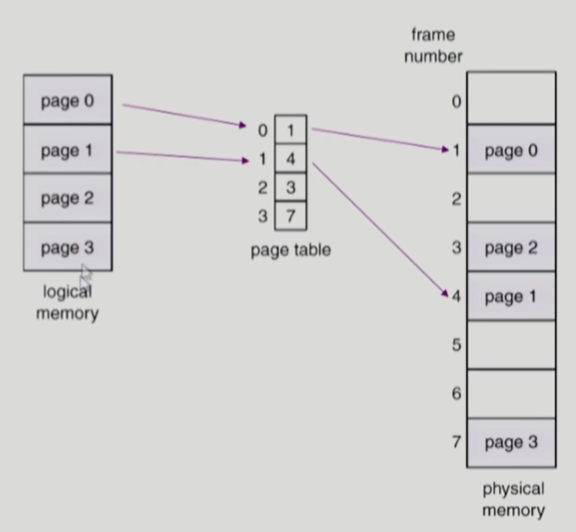 frame
number
page 0
page 1
page 2
page 3
logical
memory
0 1
1 4
2 3
3 7
page table
0
1 page 0
2
3 page 2
4 page 1
5
6
7 page 3
physical
memory